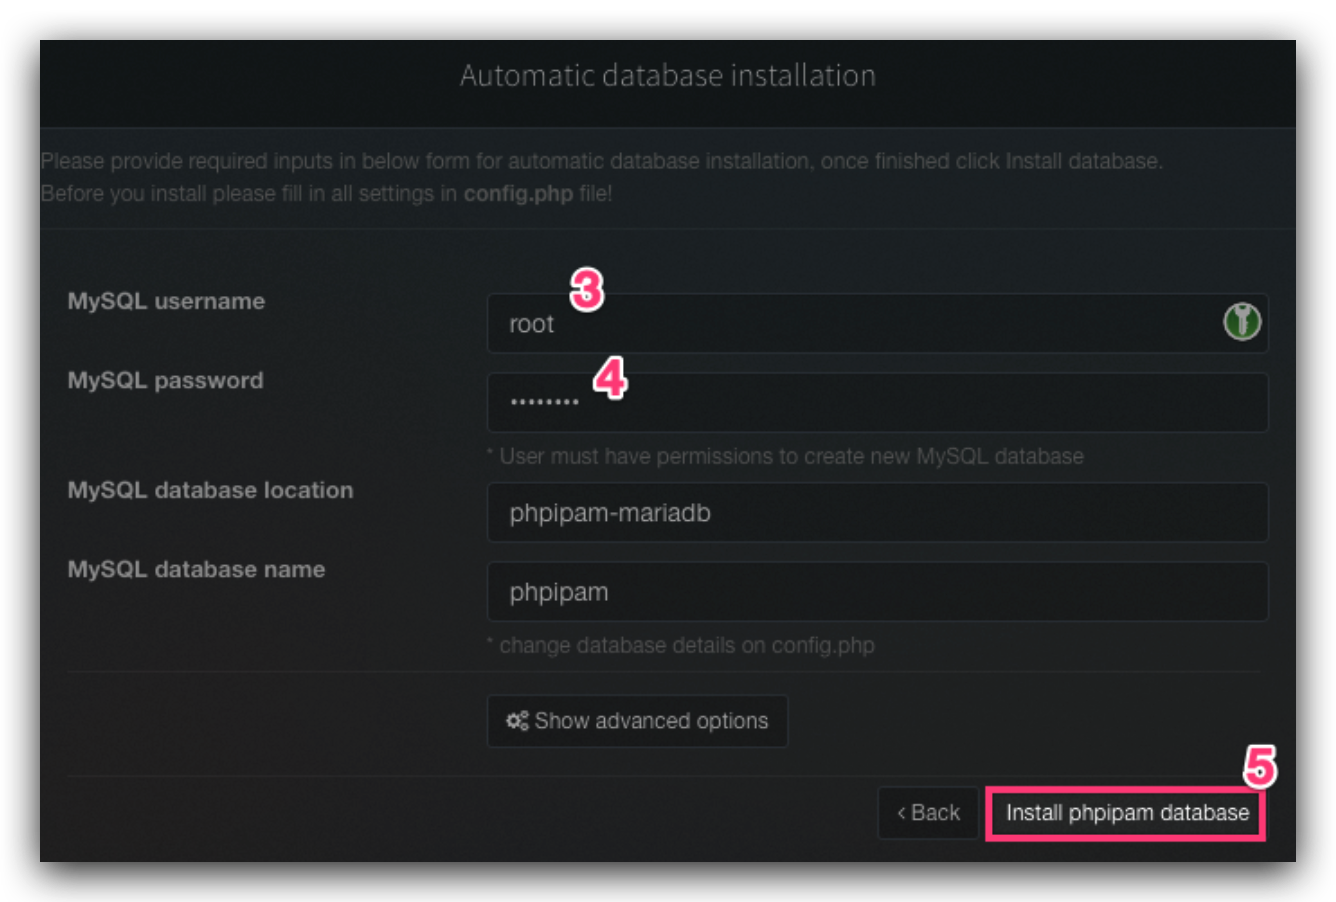 Automatic database installation
Please provide required inputs in below form for automatic database installation, once finished click Install database.
Before you install please fill in all settings in config.php file!
3
MySQL username
root
4
MySQL password
••••••••
* User must have permissions to create new MySQL database
MySQL database location
phpipam-mariadb
MySQL database name
phpipam
* change database details on config.php
Show advanced options
5
< Back Install phpipam database